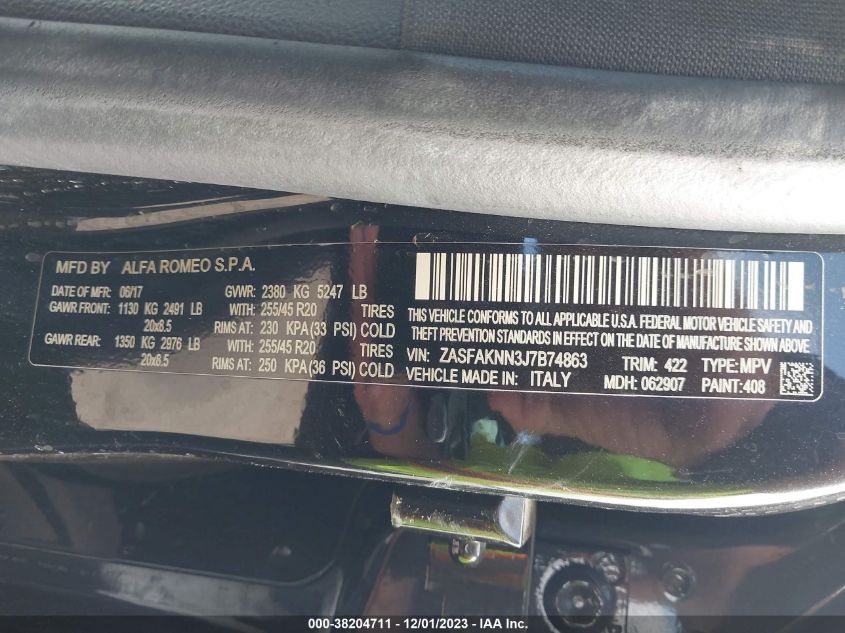 MFD BY ALFA ROMEO S.P.A.
DATE OF MFR: 06/17 GVWR: 2380 KG 5247 LB
GAWR FRONT: 1130 KG 2491 LB WITH: 255/45 R20 TIRES
20x8.5 RIMS AT: 230 KPA(33 PSI) COLD
GAWR REAR: 1350 KG 2976 LB WITH: 255/45 R20 TIRES
20x8.5 RIMS AT: 250 KPA(36 PSI) COLD
THIS VEHICLE CONFORMS TO ALL APPLICABLE U.S.A. FEDERAL MOTOR VEHICLE SAFETY AND
THEFT PREVENTION STANDARDS IN EFFECT ON THE DATE OF MANUFACTURE SHOWN ABOVE
VIN: ZASFAKNN3J7B74863 TRIM: 422 TYPE: MPV
VEHICLE MADE IN: ITALY MDH: 062907 PAINT: 408
000-38204711 - 12/01/2023 - IAA Inc.